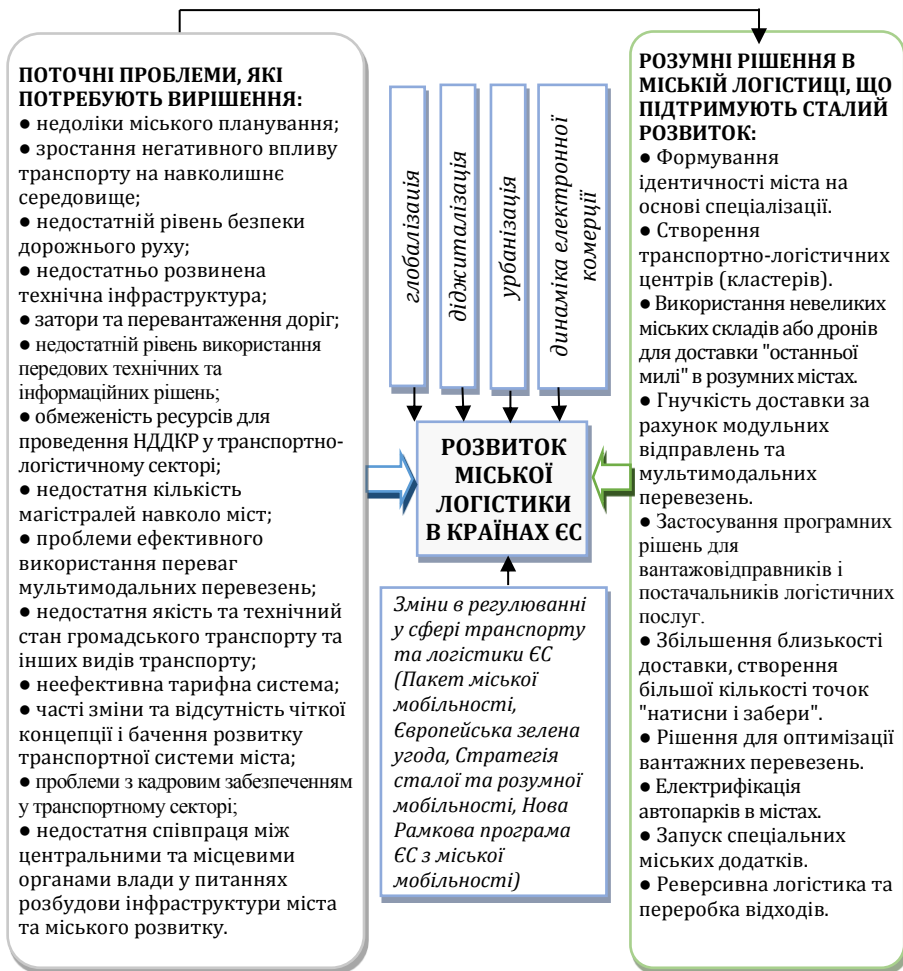 ПОТОЧНІ ПРОБЛЕМИ, ЯКІ
ПОТРЕБУЮТЬ ВИРІШЕННЯ:
● недоліки міського планування;
● зростання негативного впливу
транспорту на навколишнє
середовище;
● недостатній рівень безпеки
дорожнього руху;
● недостатньо розвинена
технічна інфраструктура;
● затори та перевантаження доріг;
● недостатній рівень використання
передових технічних та
інформаційних рішень;
● обмеженість ресурсів для
проведення НДДКР у транспортно-
логістичному секторі;
● недостатня кількість
магістралей навколо міст;
● проблеми ефективного
використання переваг
мультимодальних перевезень;
● недостатня якість та технічний
стан громадського транспорту та
інших видів транспорту;
● неефективна тарифна система;
● часті зміни та відсутність чіткої
концепції і бачення розвитку
транспортної системи міста;
● проблеми з кадровим забезпеченням
у транспортному секторі;
● недостатня співпраця між
центральними та місцевими
органами влади у питаннях
розбудови інфраструктури міста
та міського розвитку.
глобалізація
діджиталізація
урбанізація
динаміка електронної
комерції
РОЗВИТОК
МІСЬКОЇ
ЛОГІСТИКИ
В КРАЇНАХ ЄС
Зміни в регулюванні
у сфері транспорту
та логістики ЄС
(Пакет міської
мобільності,
Європейська зелена
угода, Стратегія
сталої та розумної
мобільності, Нова
Рамкова програма
ЄС з міської
мобільності)
РОЗУМНІ РІШЕННЯ В
МІСЬКІЙ ЛОГІСТИЦІ, ЩО
ПІДТРИМУЮТЬ СТАЛИЙ
РОЗВИТОК:
● Формування
ідентичності міста на
основі спеціалізації.
● Створення
транспортно-логістичних
центрів (кластерів).
● Використання невеликих
міських складів або дронів
для доставки "останньої
милі" в розумних містах.
● Гнучкість доставки за
рахунок модульних
відправлень та
мультимодальних
перевезень.
● Застосування програмних
рішень для
вантажовідправників і
постачальників логістичних
послуг.
● Збільшення близькості
доставки, створення
більшої кількості точок
"натисни і забери".
● Рішення для оптимізації
вантажних перевезень.
● Електрифікація
автопарків в містах.
● Запуск спеціальних
міських додатків.
● Реверсивна логістика та
переробка відходів.